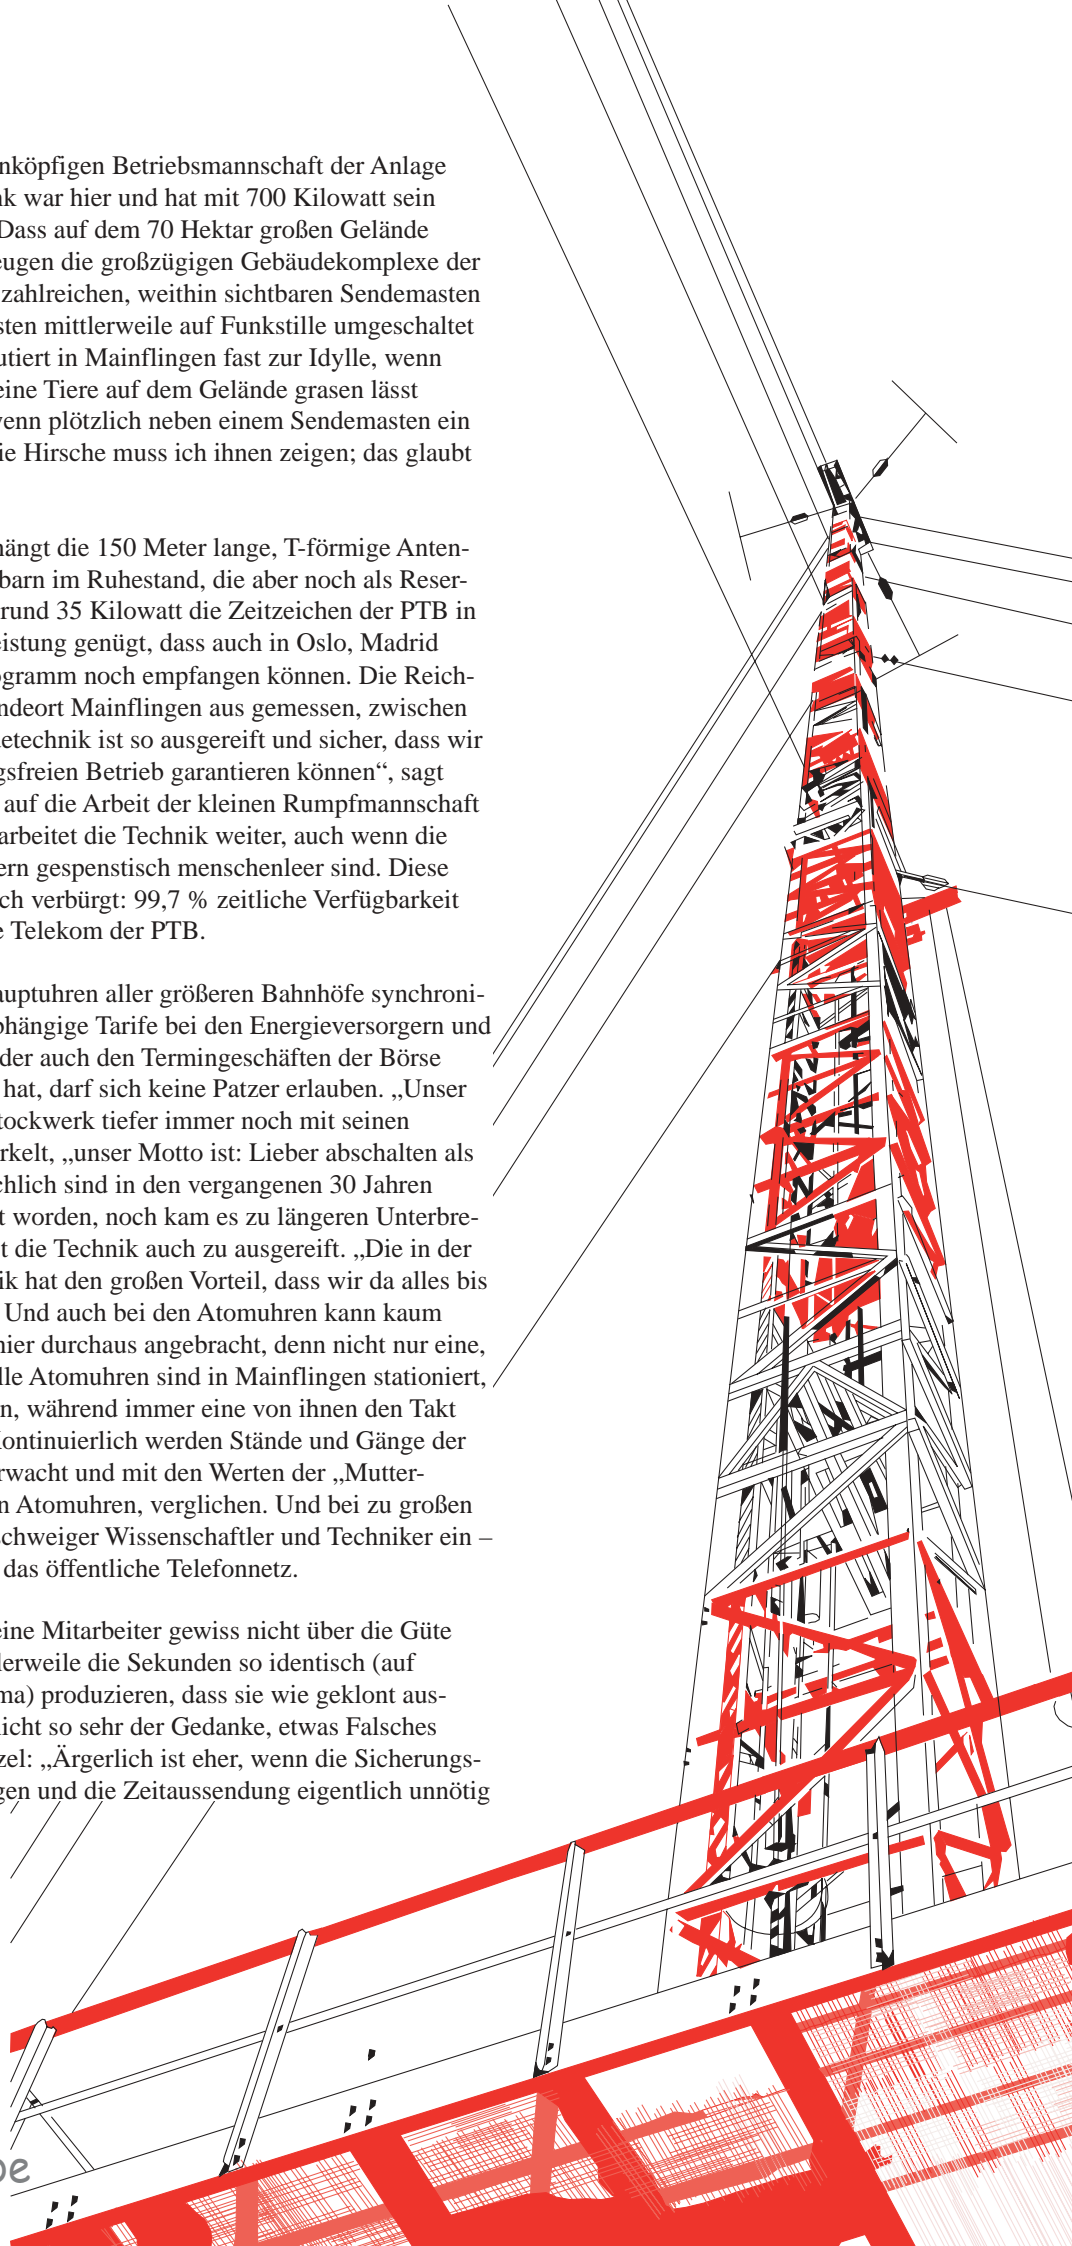 nköpfigen Betriebsmannschaft der Anlage
nk war hier und hat mit 700 Kilowatt sein
Dass auf dem 70 Hektar großen Gelände
eugen die großzügigen Gebäudekomplexe der
zahlreichen, weithin sichtbaren Sendemasten
sten mittlerweile auf Funkstille umgeschaltet
utiert in Mainflingen fast zur Idylle, wenn
eine Tiere auf dem Gelände grasen lässt
venn plötzlich neben einem Sendemasten ein
ie Hirsche muss ich ihnen zeigen; das glaubt
hängt die 150 Meter lange, T-förmige Anten-
barn im Ruhestand, die aber noch als Reser-
rund 35 Kilowatt die Zeitzeichen der PTB in
eistung genügt, dass auch in Oslo, Madrid
ogramm noch empfangen können. Die Reich-
ndeort Mainflingen aus gemessen, zwischen
detechnik ist so ausgereift und sicher, dass wir
gsfreien Betrieb garantieren können“, sagt
auf die Arbeit der kleinen Rumpfmannschaft
arbeitet die Technik weiter, auch wenn die
ern gespenstisch menschenleer sind. Diese
ch verbürgt: 99,7 % zeitliche Verfügbarkeit
e Telekom der PTB.
auptuhren aller größeren Bahnhöfe synchroni-
bhängige Tarife bei den Energieversorgern und
der auch den Termingeschäften der Börse
hat, darf sich keine Patzer erlauben. „Unser
tockwerk tiefer immer noch mit seinen
rkelt, „unser Motto ist: Lieber abschalten als
chlich sind in den vergangenen 30 Jahren
t worden, noch kam es zu längeren Unterbre-
t die Technik auch zu ausgereift. „Die in der
ik hat den großen Vorteil, dass wir da alles bis
Und auch bei den Atomuhren kann kaum
hier durchaus angebracht, denn nicht nur eine,
lle Atomuhren sind in Mainflingen stationiert,
n, während immer eine von ihnen den Takt
Kontinuierlich werden Stände und Gänge der
rwacht und mit den Werten der „Mutter-
n Atomuhren, verglichen. Und bei zu großen
schweiger Wissenschaftler und Techniker ein –
das öffentliche Telefonnetz.
eine Mitarbeiter gewiss nicht über die Güte
lerweile die Sekunden so identisch (auf
ma) produzieren, dass sie wie geklont aus-
nicht so sehr der Gedanke, etwas Falsches
zel: „Ärgerlich ist eher, wenn die Sicherungs-
gen und die Zeitaussendung eigentlich unnötig
be